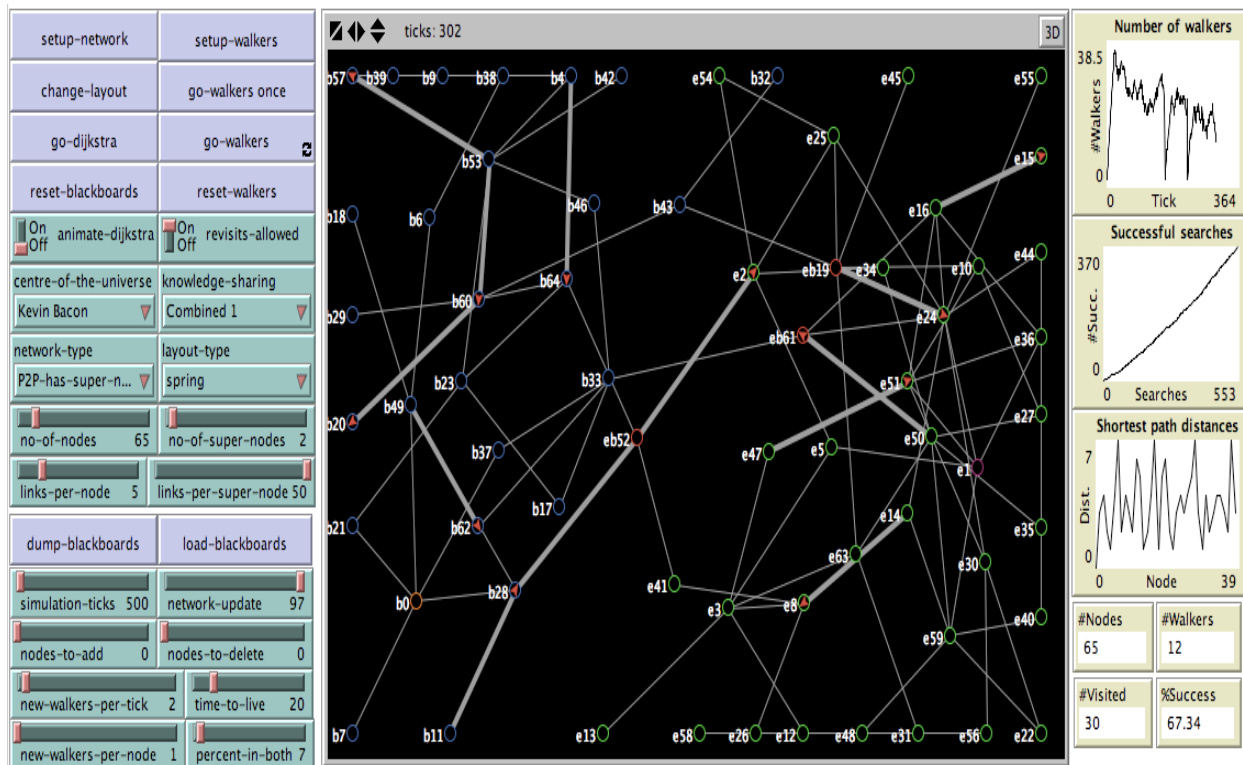 setup-network
setup-walkers
change-layout
go-walkers once
go-dijkstra
go-walkers
reset-blackboards
reset-walkers
On
Off
animate-dijkstra
On
Off
revisits_allowed
centre-of-the-universe
knowledge-sharing
Kevin Bacon
Combined 1
network-type
layout-type
P2P-has-super-n...
spring
no-of-nodes 65
no-of-super-nodes 2
links-per-node 5
links-per-super-node 50
dump-blackboards
load-blackboards
simulation-ticks 500
network-update 97
nodes-to-add 0
nodes-to-delete 0
new-walkers-per-tick 2
time-to-live 20
new-walkers-per-node 1
percent-in-both 7
ticks: 302
3D
b57 b39 b9 b38 b4 b42 e54 b32 e45 e55
e25
b53
e15
b18 b6 b46 b43 e16
e44
e2 eb19 e34 e10
b64
b60
b29
e24
eb61
e36
b23 b33
e51
b49
b20
e27
eb52 e50
b37 e47 e5
e1
b17 e14
b21 b62 e35
e63 e30
e41
b0 b28 e3 e8
e40
e59
b7 b11 e13 e58 e26 e12 e48 e31 e56 e22
Number of walkers
38.5
#Walkers
0
0 Tick 364
Successful searches
370
#Succ.
0
0 Searches 553
Shortest path distances
7
Dist.
0
0 Node 39
#Nodes
65
#Walkers
12
#Visited
30
%Success
67.34